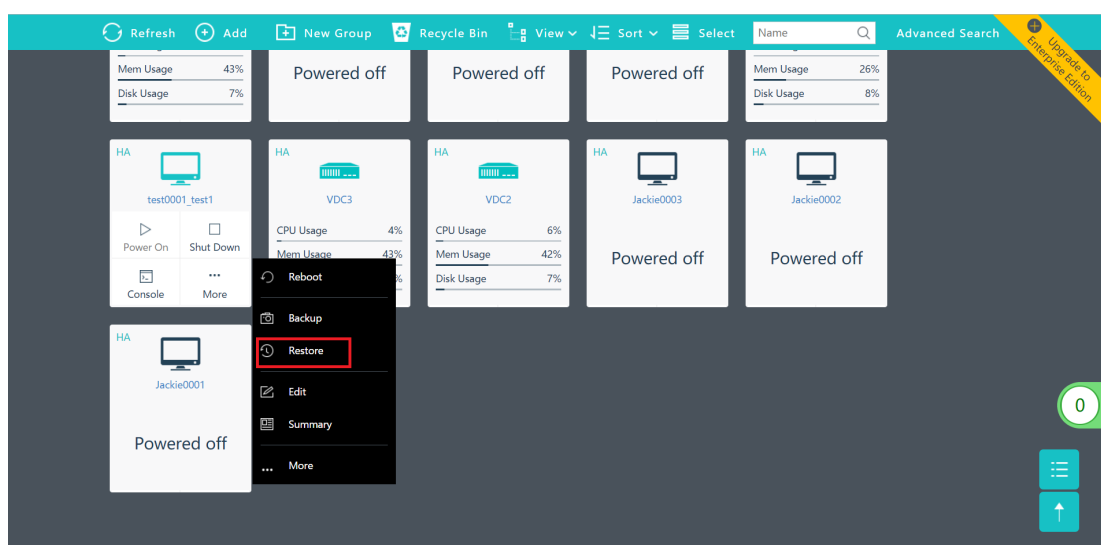 Refresh Add New Group Recycle Bin View Sort Select Name Advanced Search
Upgrade to
Enterprise Edition
Mem Usage 43%
Disk Usage 7%
Powered off
Powered off
Powered off
Mem Usage 26%
Disk Usage 8%
HA
test0001_test1
Power On Shut Down
Console More
HA
VDC3
CPU Usage 4%
Mem Usage 43%
%
HA
VDC2
CPU Usage 6%
Mem Usage 42%
Disk Usage 7%
HA
Jackie0003
Powered off
HA
Jackie0002
Powered off
Reboot
Backup
Restore
Edit
Summary
... More
HA
Jackie0001
Powered off
0